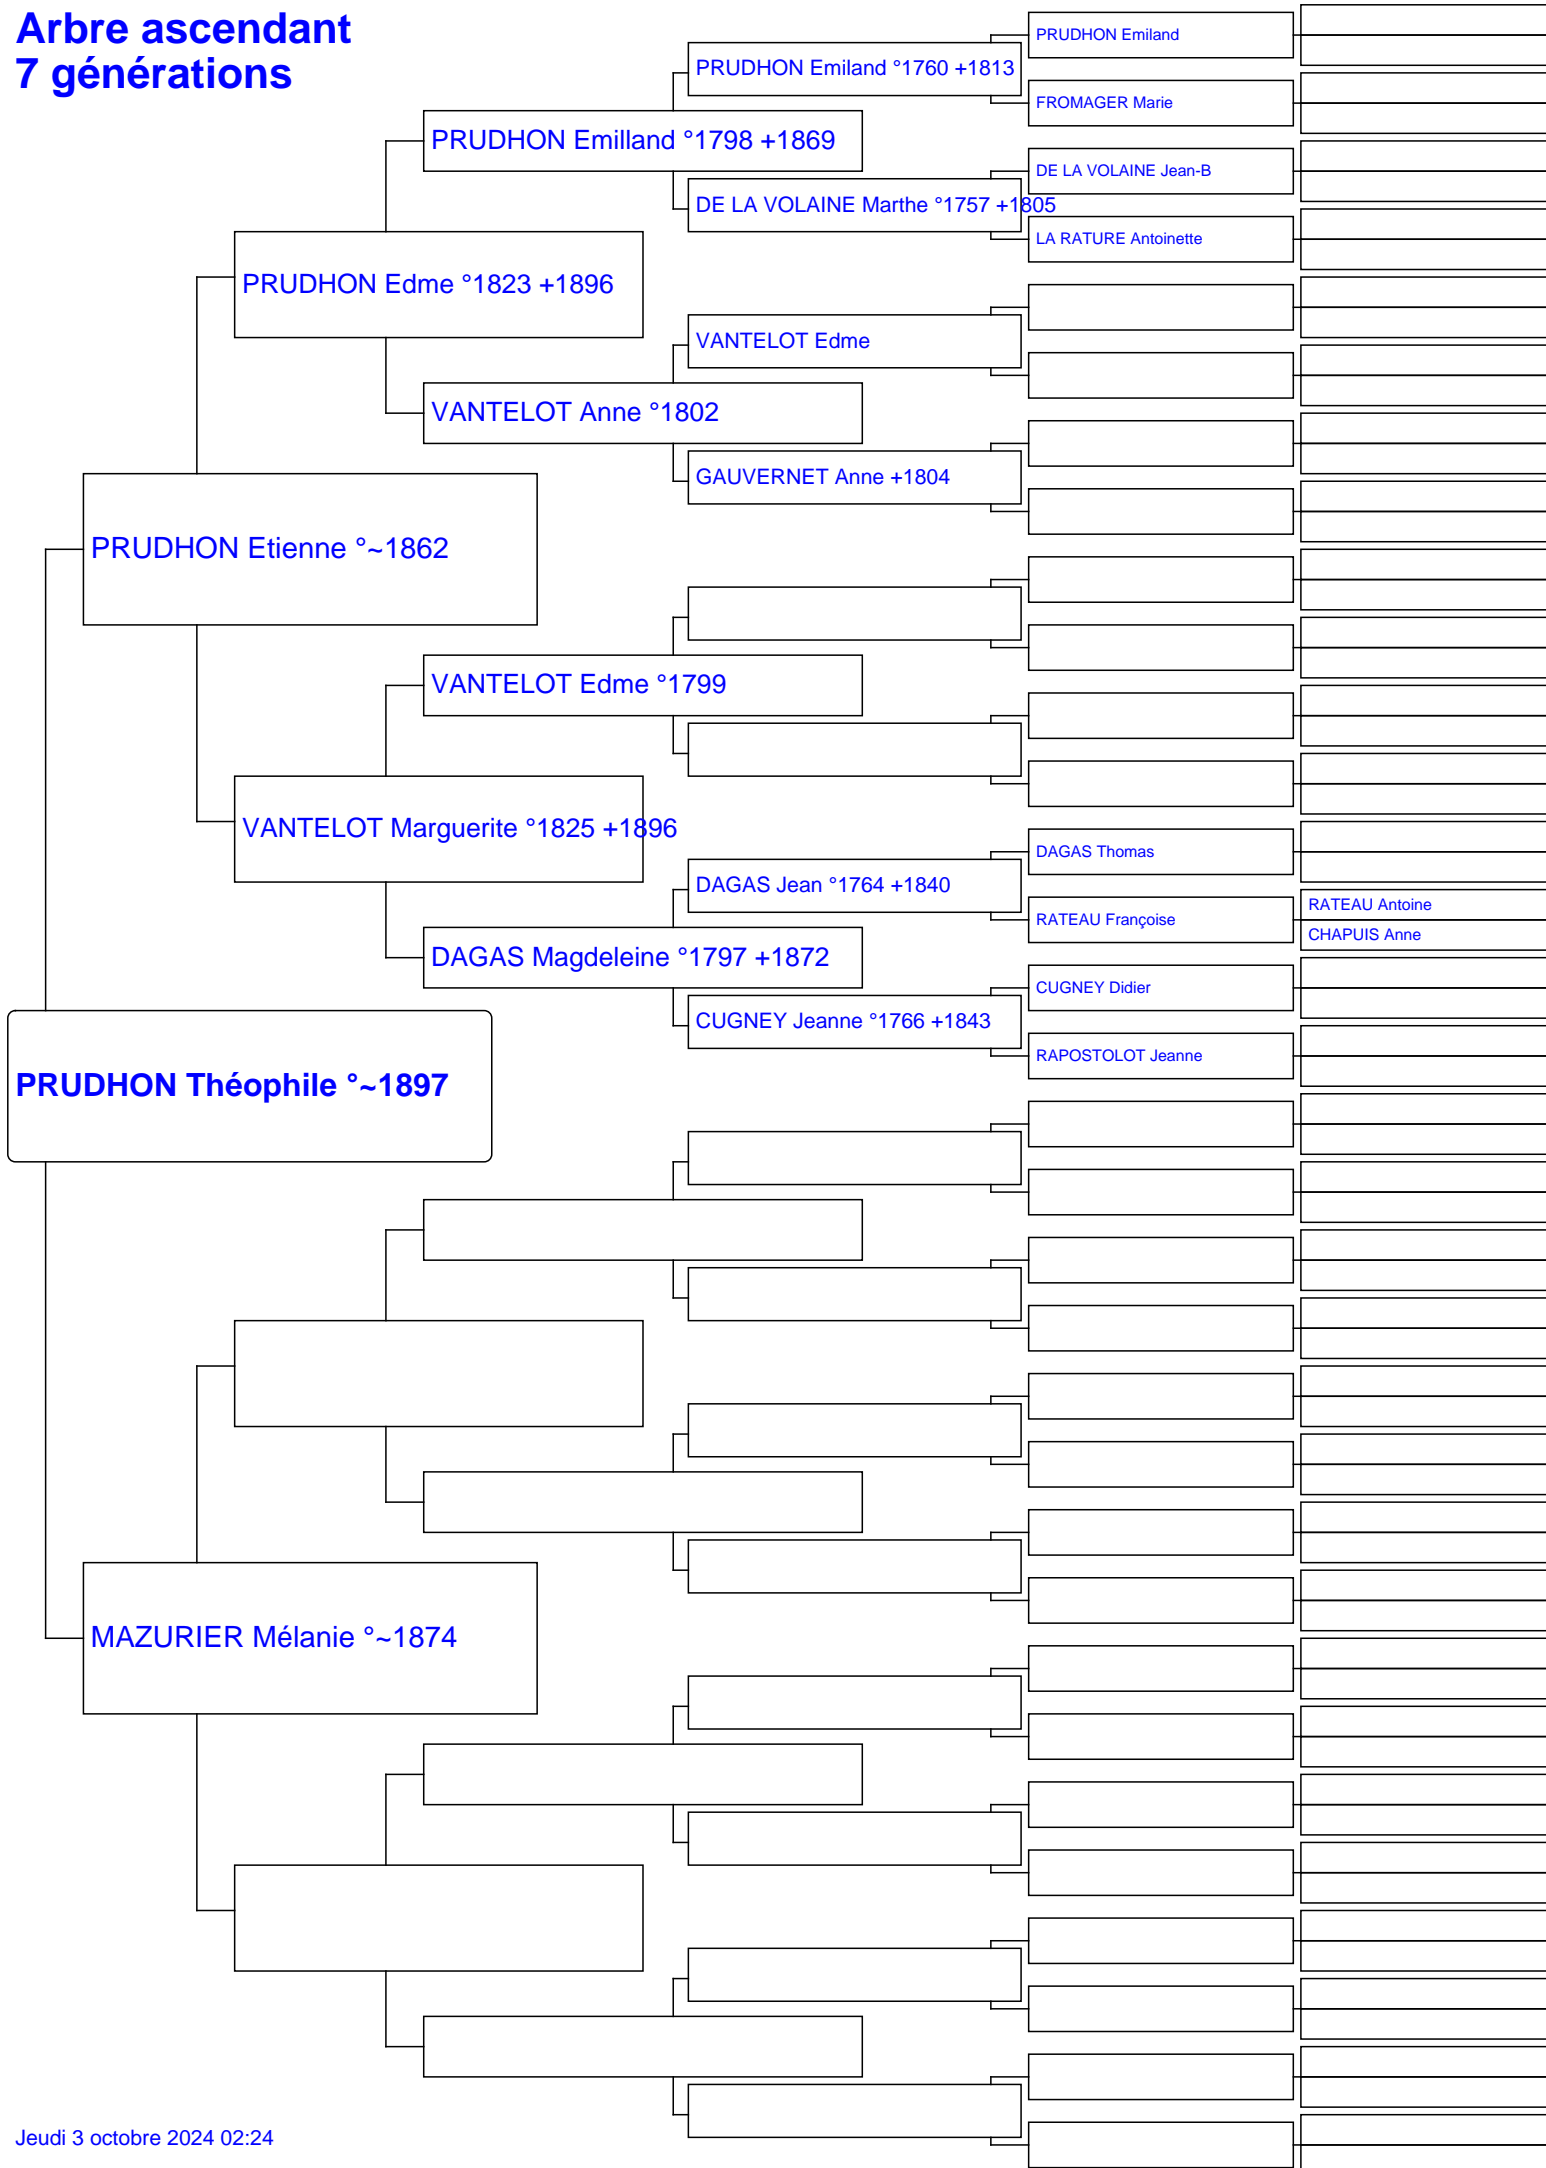 Arbre ascendant
7 générations
PRUDHON Emiland
PRUDHON Emiland °1760 +1813
FROMAGER Marie
PRUDHON Emilland °1798 +1869
DE LA VOLAINE Jean-B
DE LA VOLAINE Marthe °1757 +1805
LA RATURE Antoinette
PRUDHON Edme °1823 +1896
VANTELOT Edme
VANTELOT Anne °1802
GAUVERNET Anne +1804
PRUDHON Etienne °~1862
VANTELOT Edme °1799
VANTELOT Marguerite °1825 +1896
DAGAS Thomas
DAGAS Jean °1764 +1840
RATEAU Antoine
RATEAU Françoise
CHAPUIS Anne
DAGAS Magdeleine °1797 +1872
CUGNEY Didier
CUGNEY Jeanne °1766 +1843
RAPOSTOLOT Jeanne
PRUDHON Théophile °~1897
MAZURIER Mélanie °~1874
Jeudi 3 octobre 2024 02:24